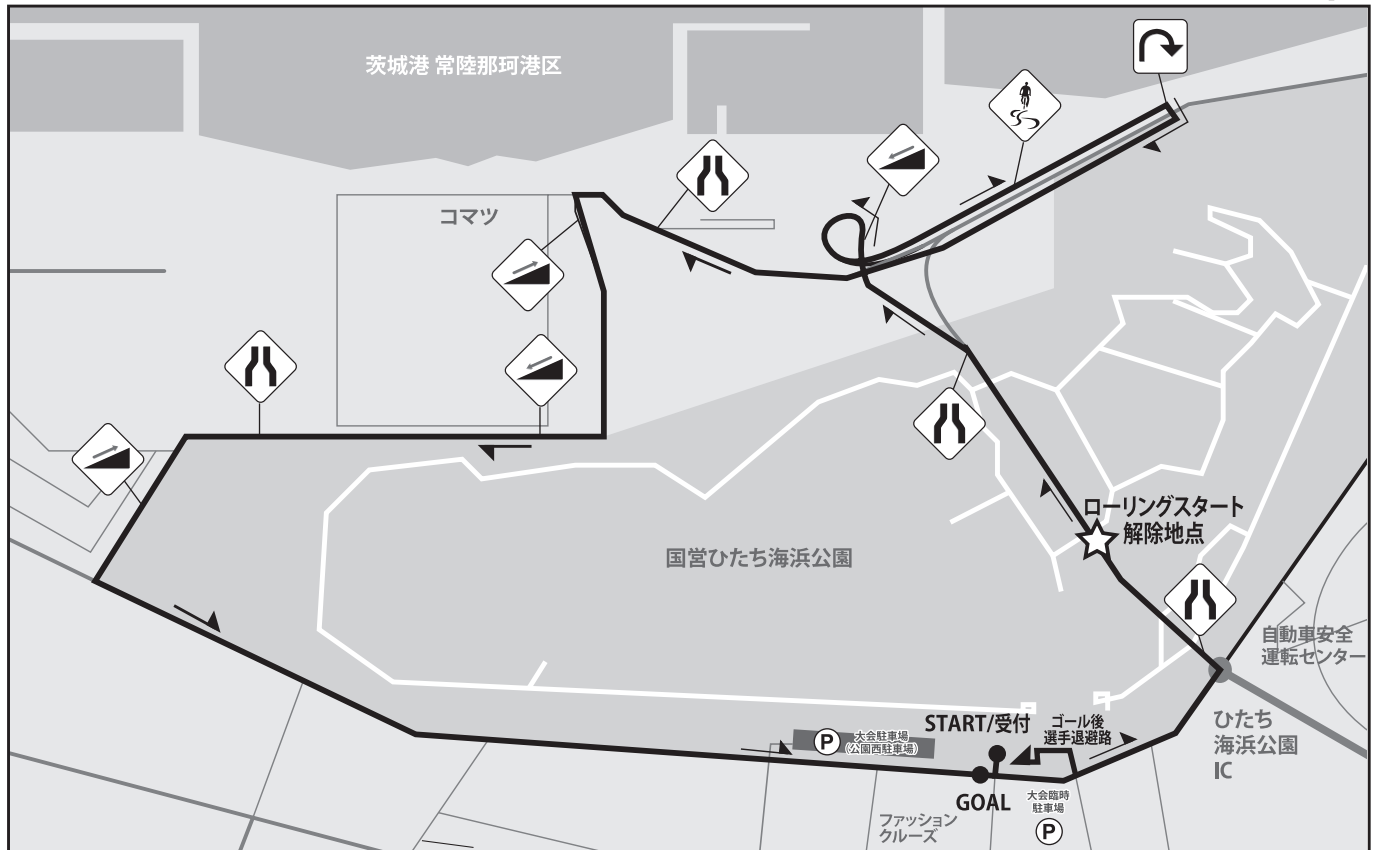 茨城港 常陸那珂港区
コマツ
ローリングスタート
解除地点
国営ひたち海浜公園
自動車安全
運転センター
ひたち
海浜公園
IC
START/受付
ゴール後
選手退避路
P
大会駐車場
(公園西駐車場)
GOAL
大会臨時
駐車場
P
ファッション
クルーズ